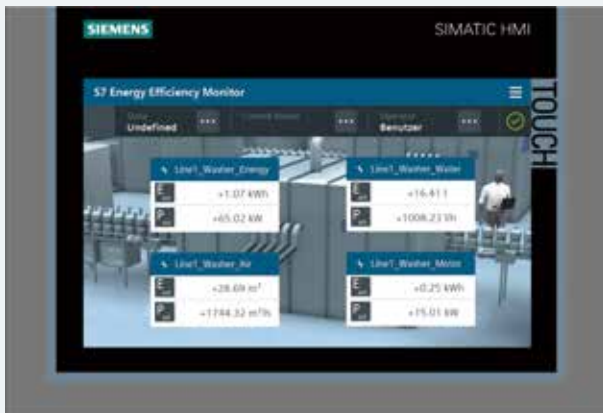 SIEMENS
SIMATIC HMI
TOUCH
S7 Energy Efficiency Monitor
Undefined
Benutzer
Line1_Washer_Energy
+1.07 kWh
+65.02 kW
Line1_Washer_Water
+16.41 l
+1008.23 l/h
Line1_Washer_Air
+28.69 m³
+1744.32 m³/h
Line1_Washer_Motor
+0.25 kWh
+15.01 kW